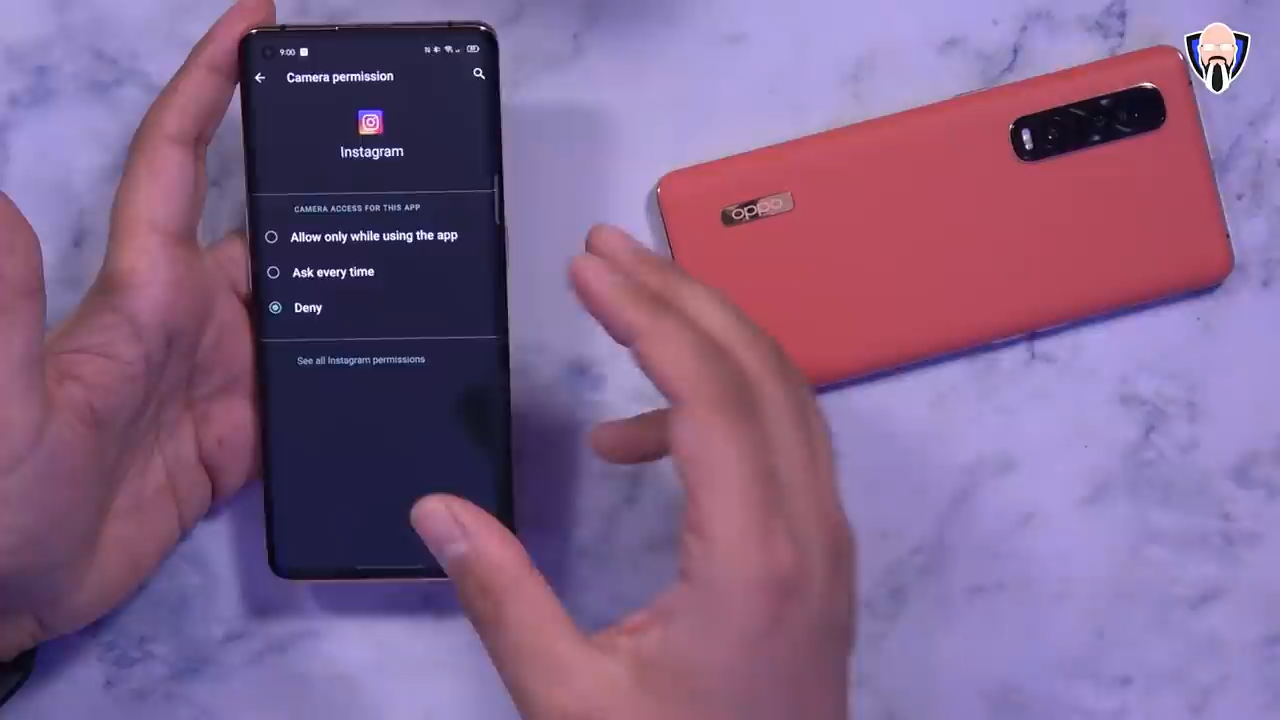 9:00
Camera permission
Instagram
CAMERA ACCESS FOR THIS APP
Allow only while using the app
Ask every time
Deny
See all Instagram permissions
oppo